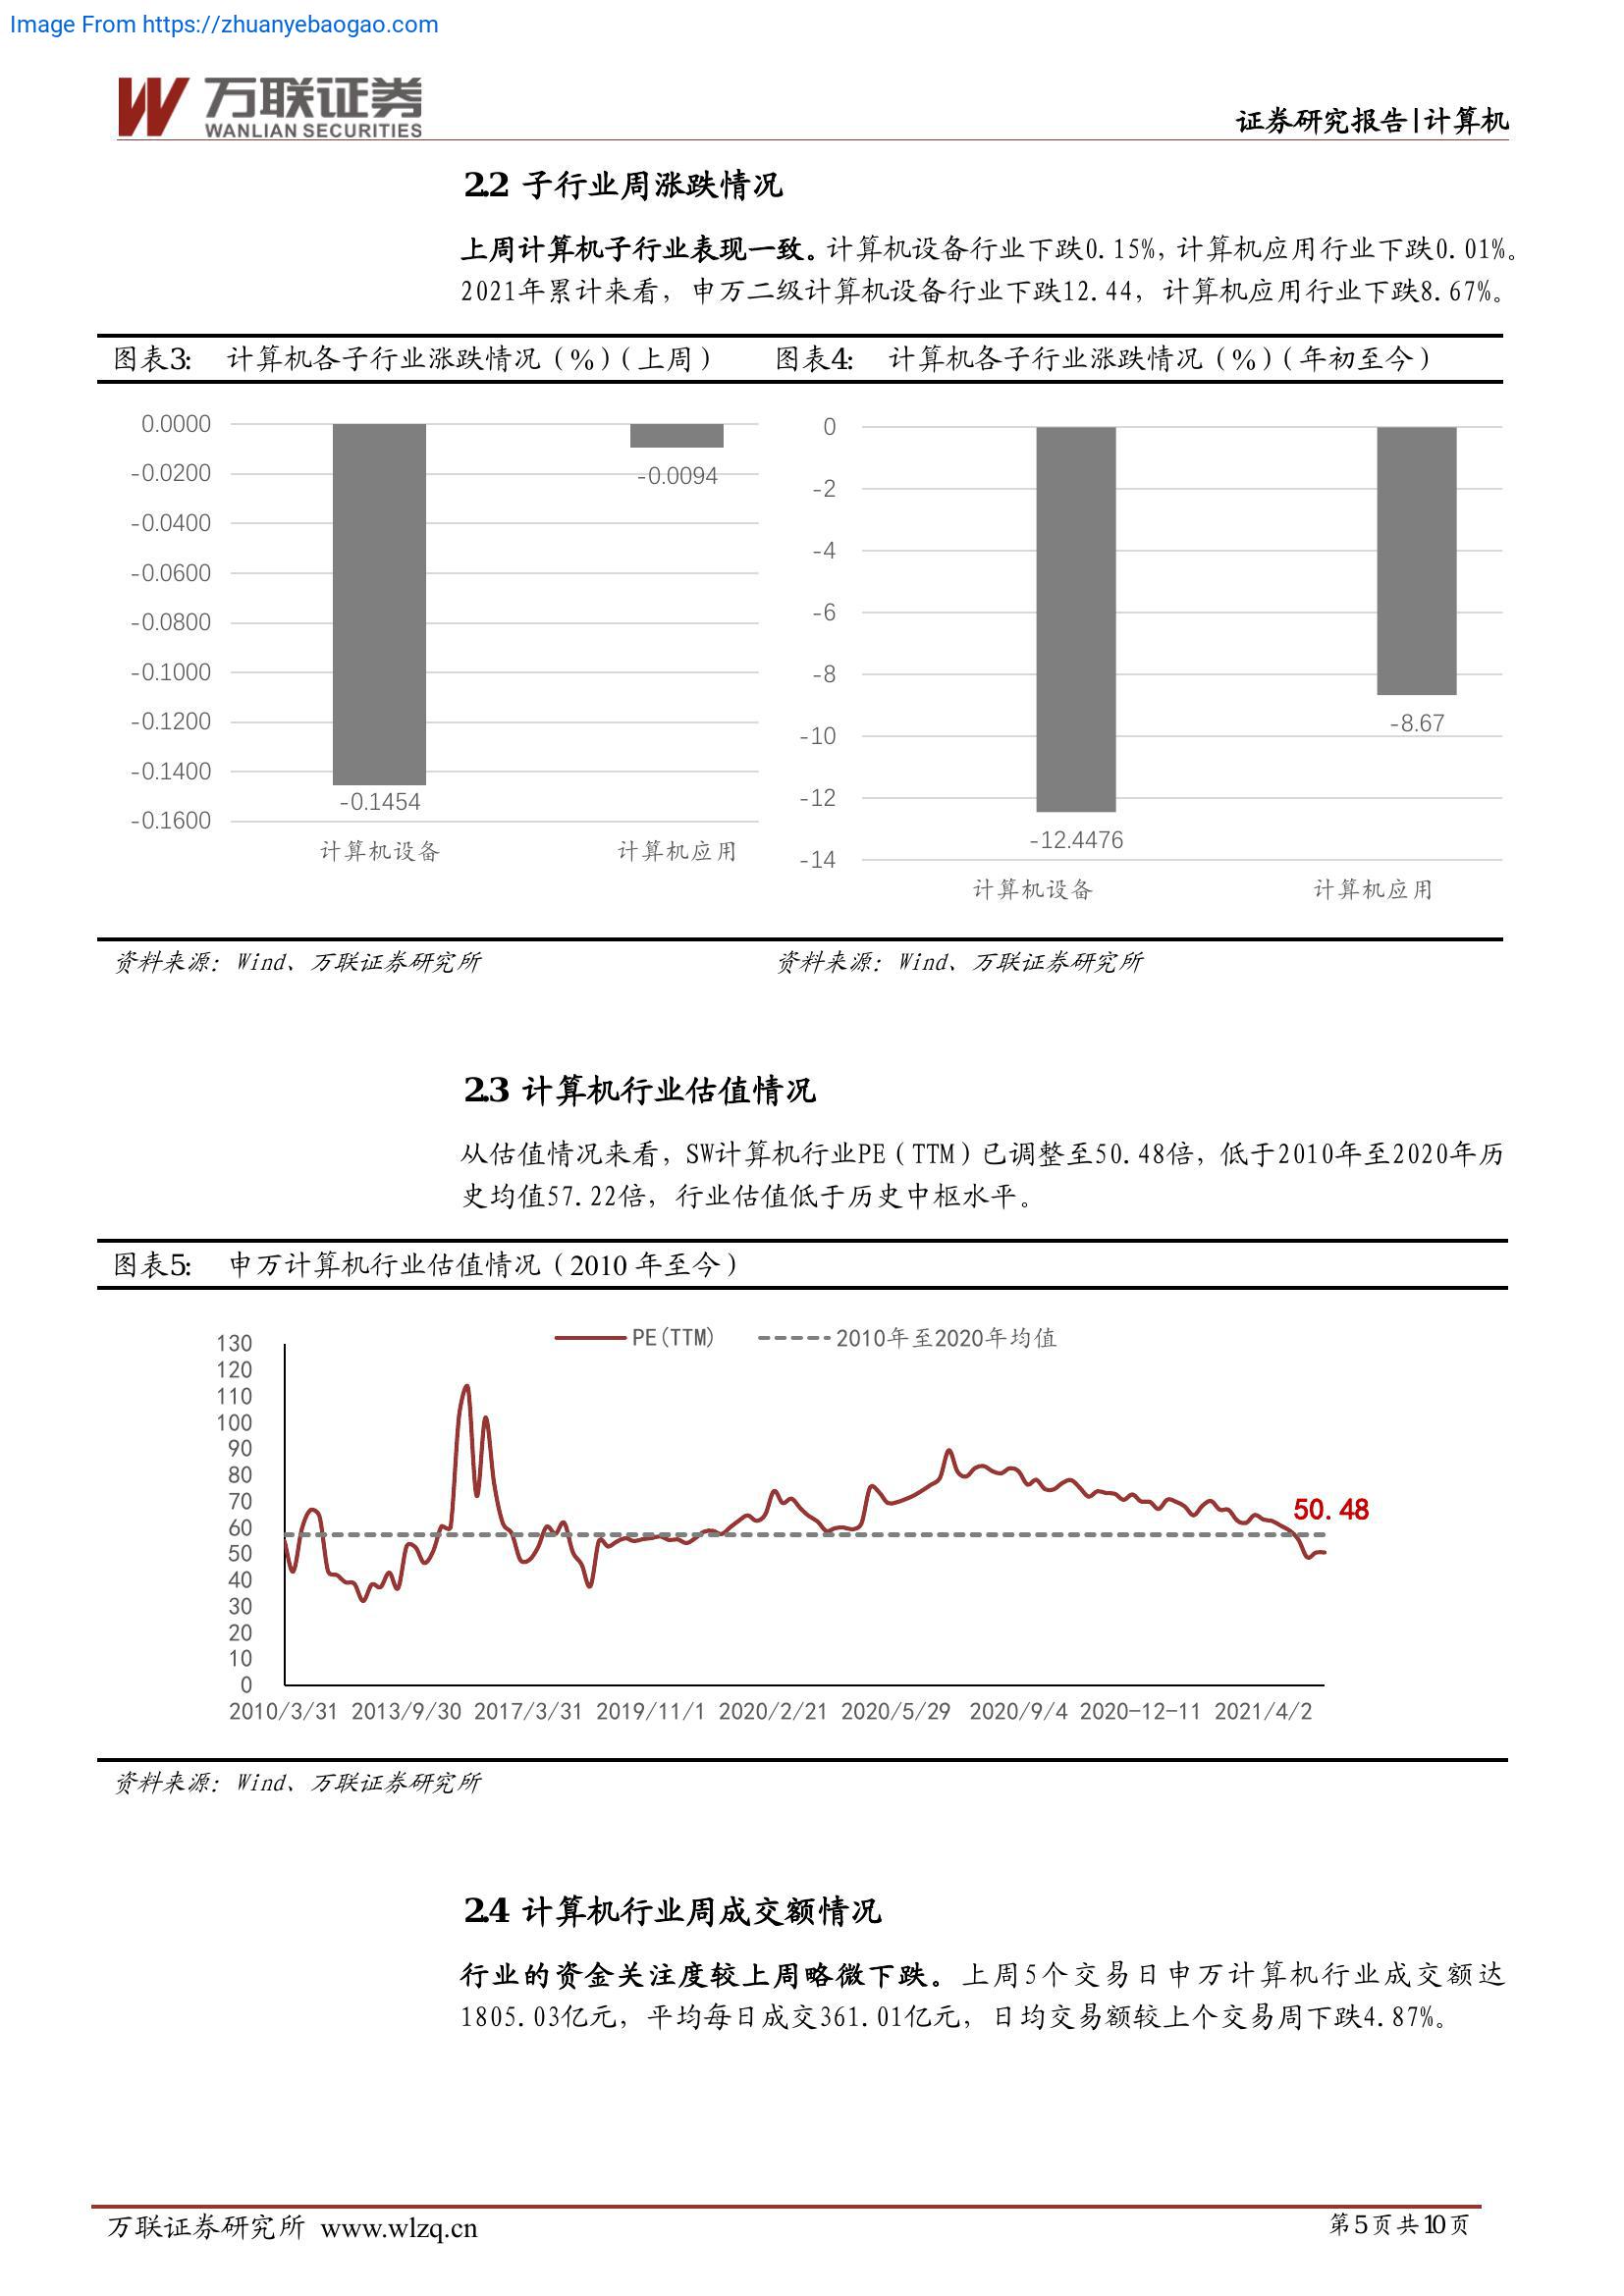 Image From https://zhuanyebaogao.com
万联证券
WANLIAN SECURITIES
证券研究报告|计算机
2.2 子行业周涨跌情况
上周计算机子行业表现一致。计算机设备行业下跌0.15%，计算机应用行业下跌0.01%。
2021年累计来看，申万二级计算机设备行业下跌12.44，计算机应用行业下跌8.67%。
图表3: 计算机各子行业涨跌情况（%）（上周）
0.0000
-0.0200
-0.0400
-0.0600
-0.0800
-0.1000
-0.1200
-0.1400
-0.1600
-0.1454
-0.0094
计算机设备
计算机应用
资料来源：Wind、万联证券研究所
图表4: 计算机各子行业涨跌情况（%）（年初至今）
0
-2
-4
-6
-8
-10
-12
-14
-12.4476
-8.67
计算机设备
计算机应用
资料来源：Wind、万联证券研究所
2.3 计算机行业估值情况
从估值情况来看，SW计算机行业PE（TTM）已调整至50.48倍，低于2010年至2020年历
史均值57.22倍，行业估值低于历史中枢水平。
图表5: 申万计算机行业估值情况（2010 年至今）
PE(TTM)
2010年至2020年均值
130
120
110
100
90
80
70
60
50
40
30
20
10
0
50.48
2010/3/31 2013/9/30 2017/3/31 2019/11/1 2020/2/21 2020/5/29 2020/9/4 2020-12-11 2021/4/2
资料来源：Wind、万联证券研究所
2.4 计算机行业周成交额情况
行业的资金关注度较上周略微下跌。上周5个交易日申万计算机行业成交额达
1805.03亿元，平均每日成交361.01亿元，日均交易额较上个交易周下跌4.87%。
万联证券研究所 www.wlzq.cn
第5页共10页